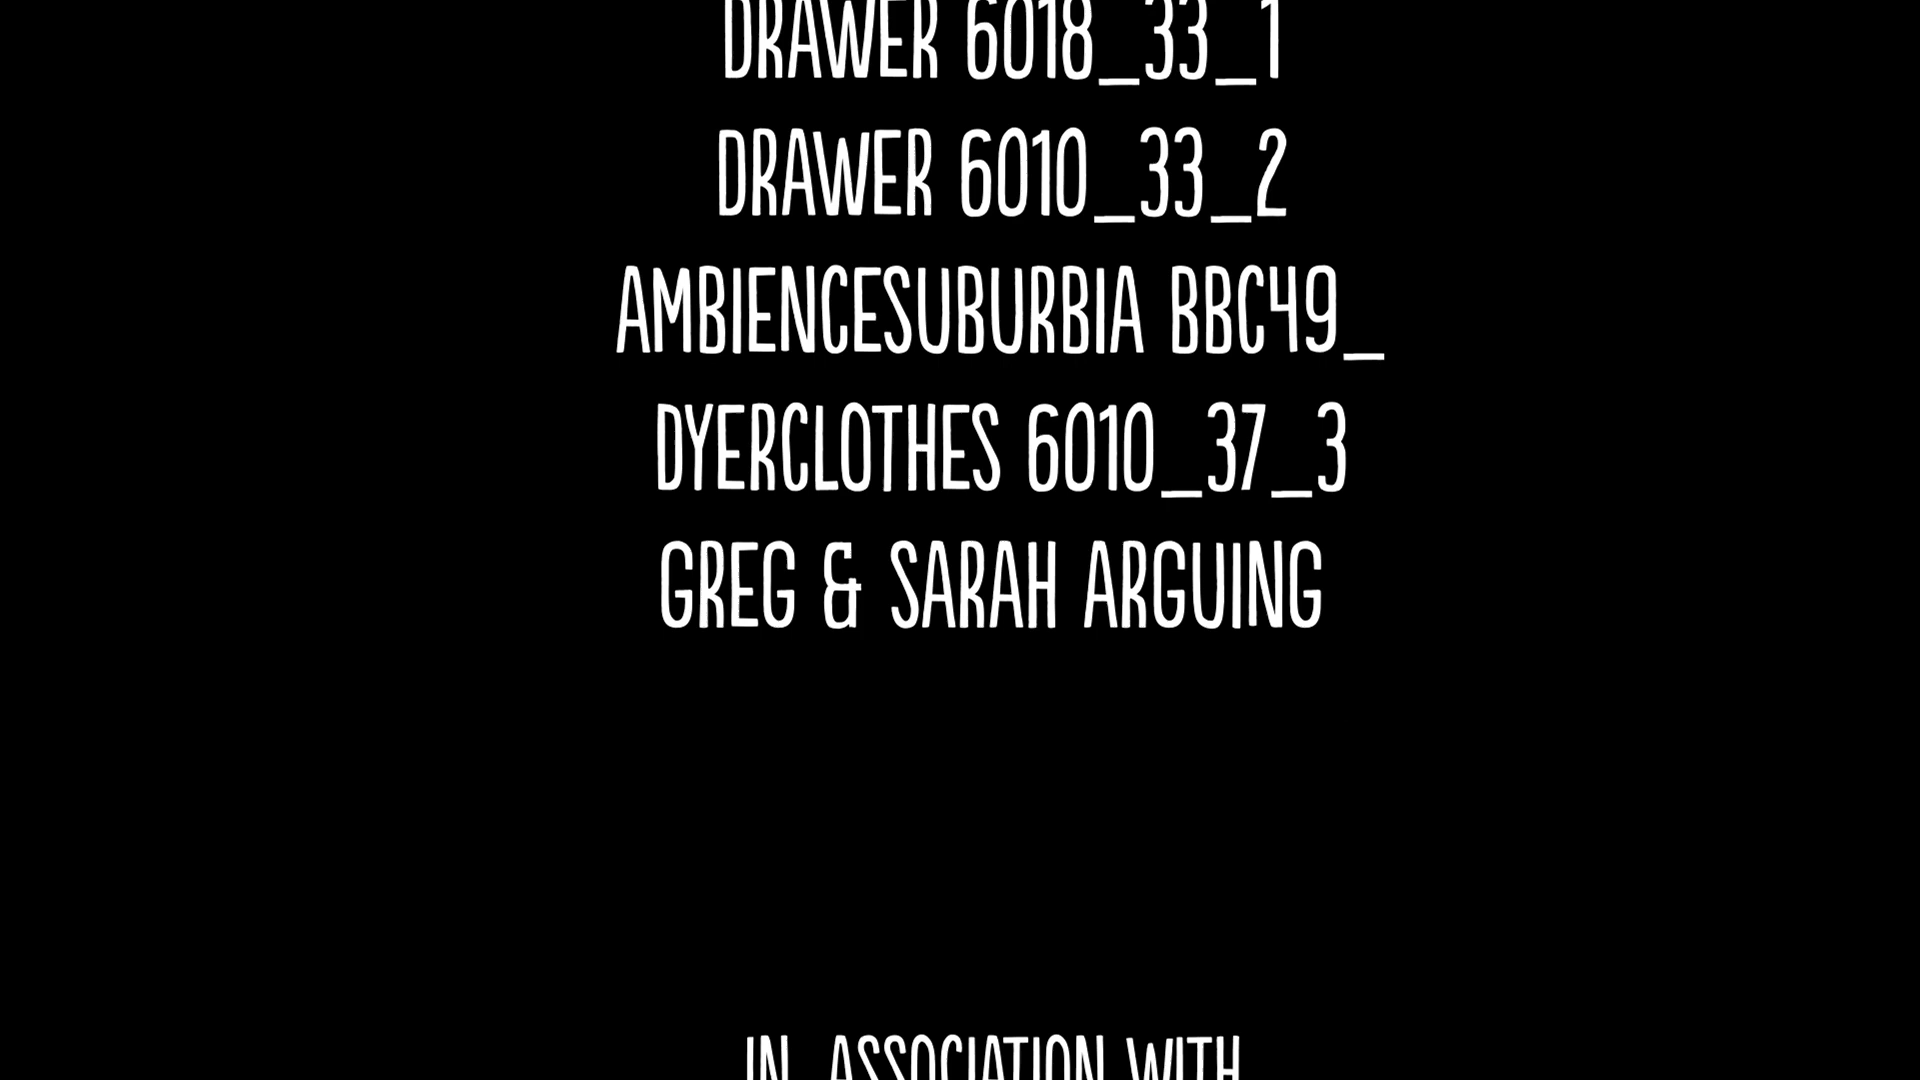 DRAWER 6018_33_1
DRAWER 6010_33_2
AMBIENCESUBURBIA BBC49_
DYERCLOTHES 6010_37_3
GREG & SARAH ARGUING
IN ASSOCIATION WITH